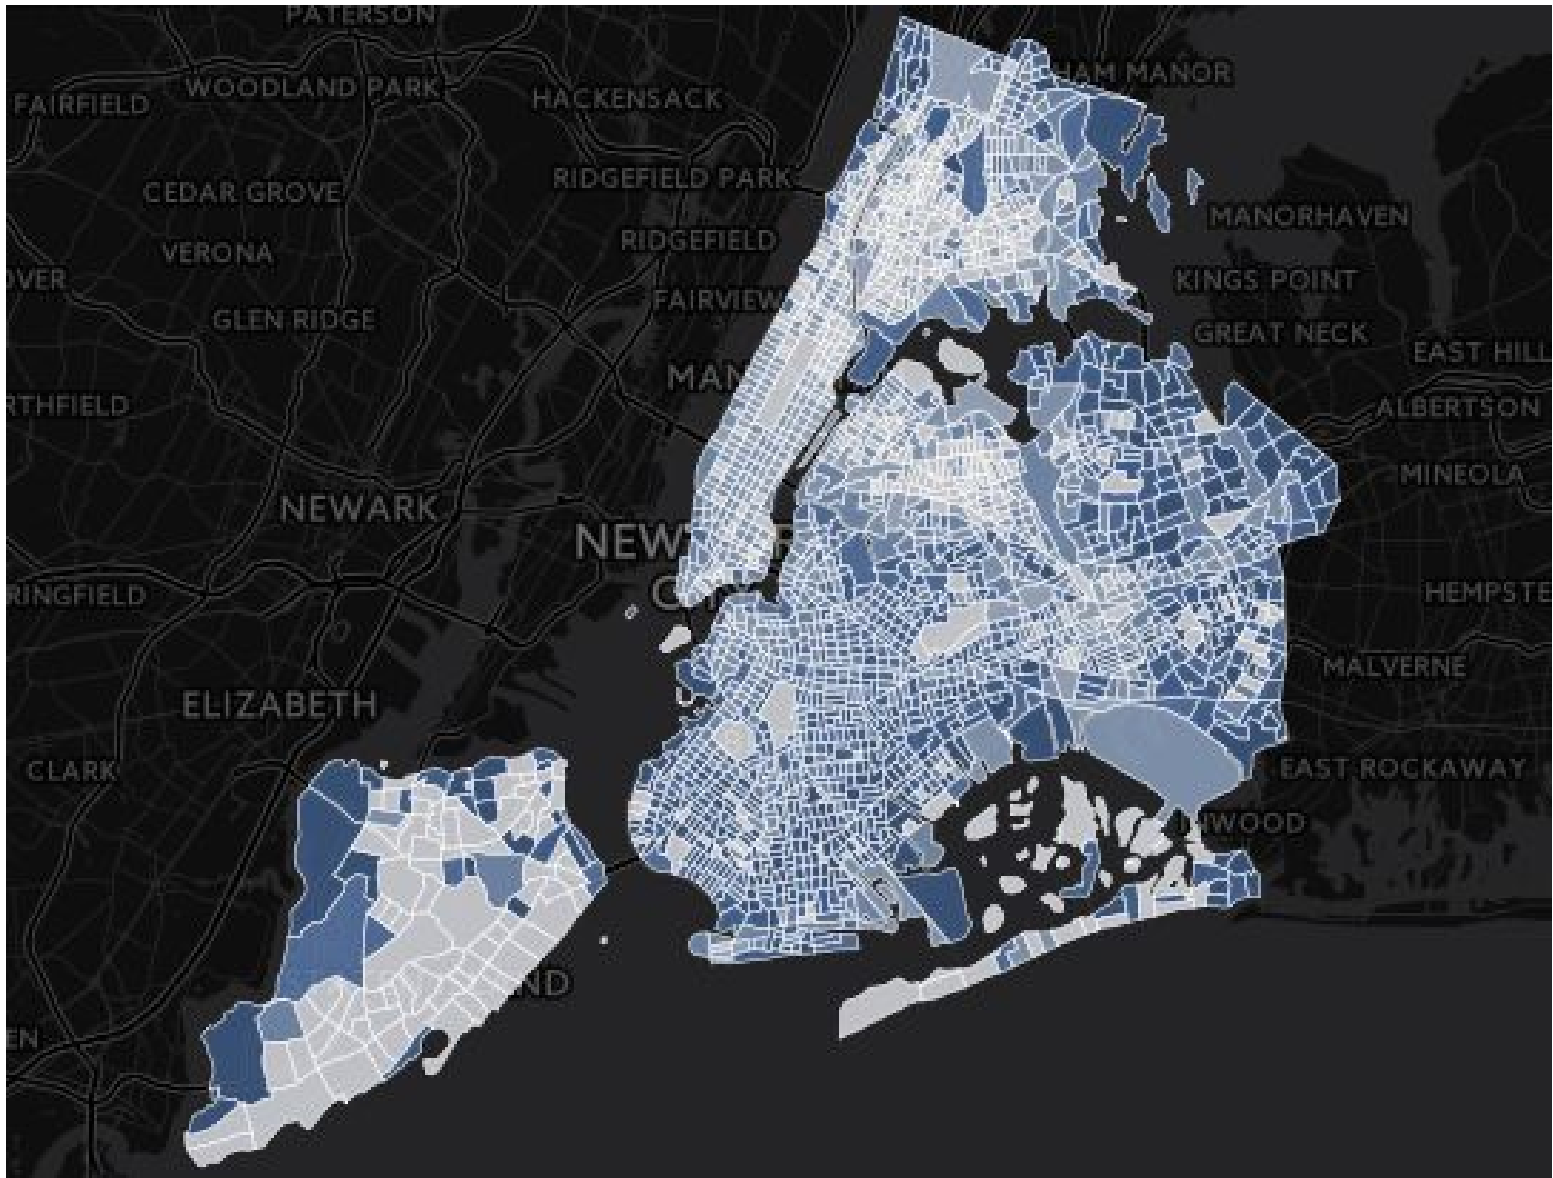 PATERSON
HAM MANOR
WOODLAND PARK
FAIRFIELD
HACKENSACK
RIDGEFIELD PARK
CEDAR GROVE
MANORHAVEN
RIDGEFIELD
VERONA
OVER
KINGS POINT
FAIRVIEW
GLEN RIDGE
GREAT NECK
EAST HILL
MAN
RTHFIELD
ALBERTSON
MINEOLA
NEWARK
NEW
RINGFIELD
HEMPSTE
MALVERNE
ELIZABETH
CLARK
EAST ROCKAWAY
NWOOD
ND
EN